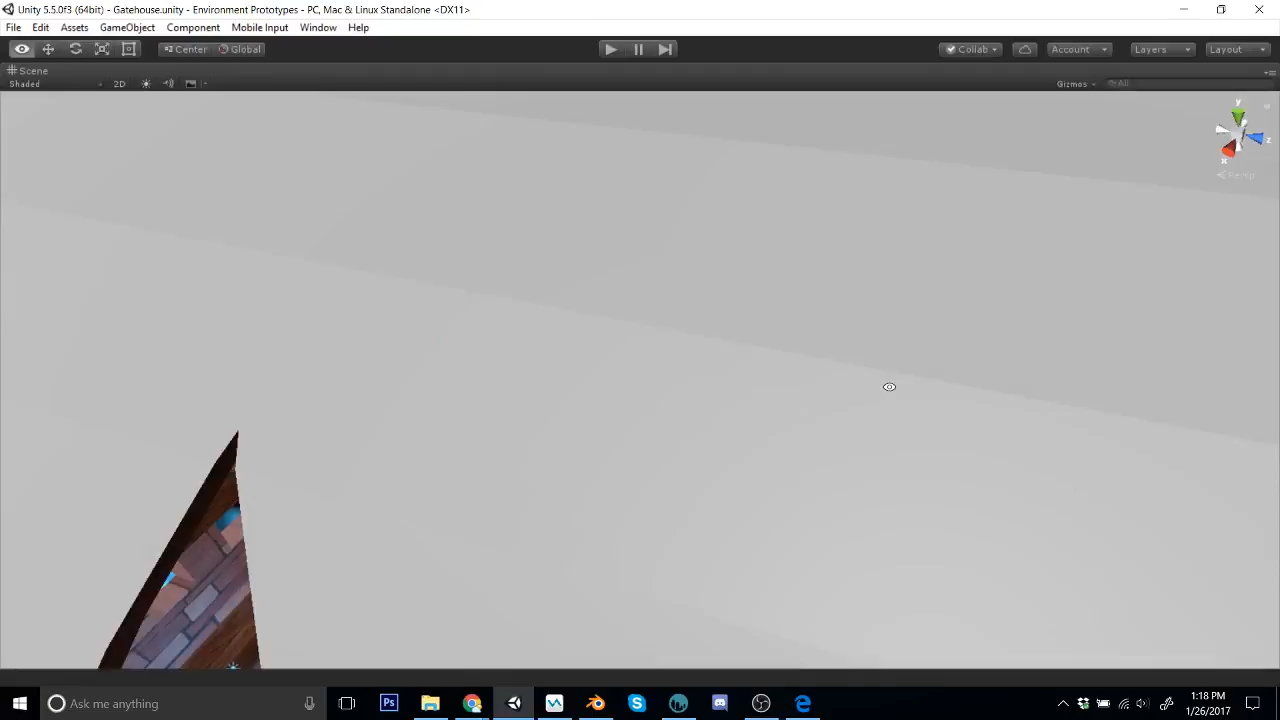 Unity 5.5.0f3 (64bit) - Gatehouse.unity - Environment Prototypes - PC, Mac & Linux Standalone <DX11>
File Edit Assets GameObject Component Mobile Input Window Help
Center Global Collab Account Layers Layout
Scene
Shaded 2D Gizmos All
y
z
x
Persp
Ps
Ask me anything
1:18 PM
1/26/2017